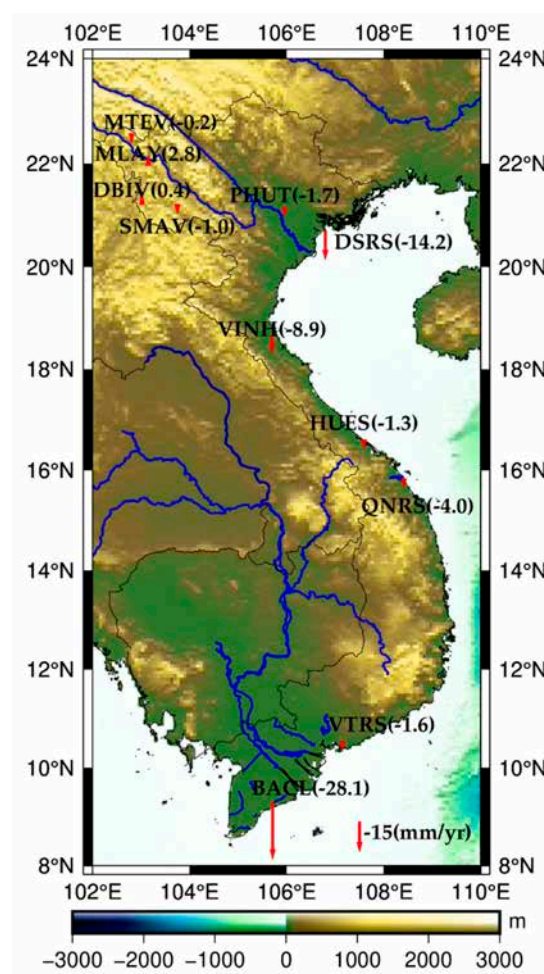 102°E 104°E 106°E 108°E 110°E
24°N 24°N
MTEV(-0.2)
22°N MLAY(2.8) 22°N
DBIV(0.4) PHUT(-1.7)
SMAV(-1.0)
DSRS(-14.2)
20°N 20°N
VINH(-8.9)
18°N 18°N
HUES(-1.3)
16°N 16°N
QNRS(-4.0)
14°N 14°N
12°N 12°N
VTRS(-1.6)
10°N 10°N
BACL(-28.1)
-15(mm/yr)
8°N 8°N
102°E 104°E 106°E 108°E 110°E
m
−3000 −2000 −1000 0 1000 2000 3000